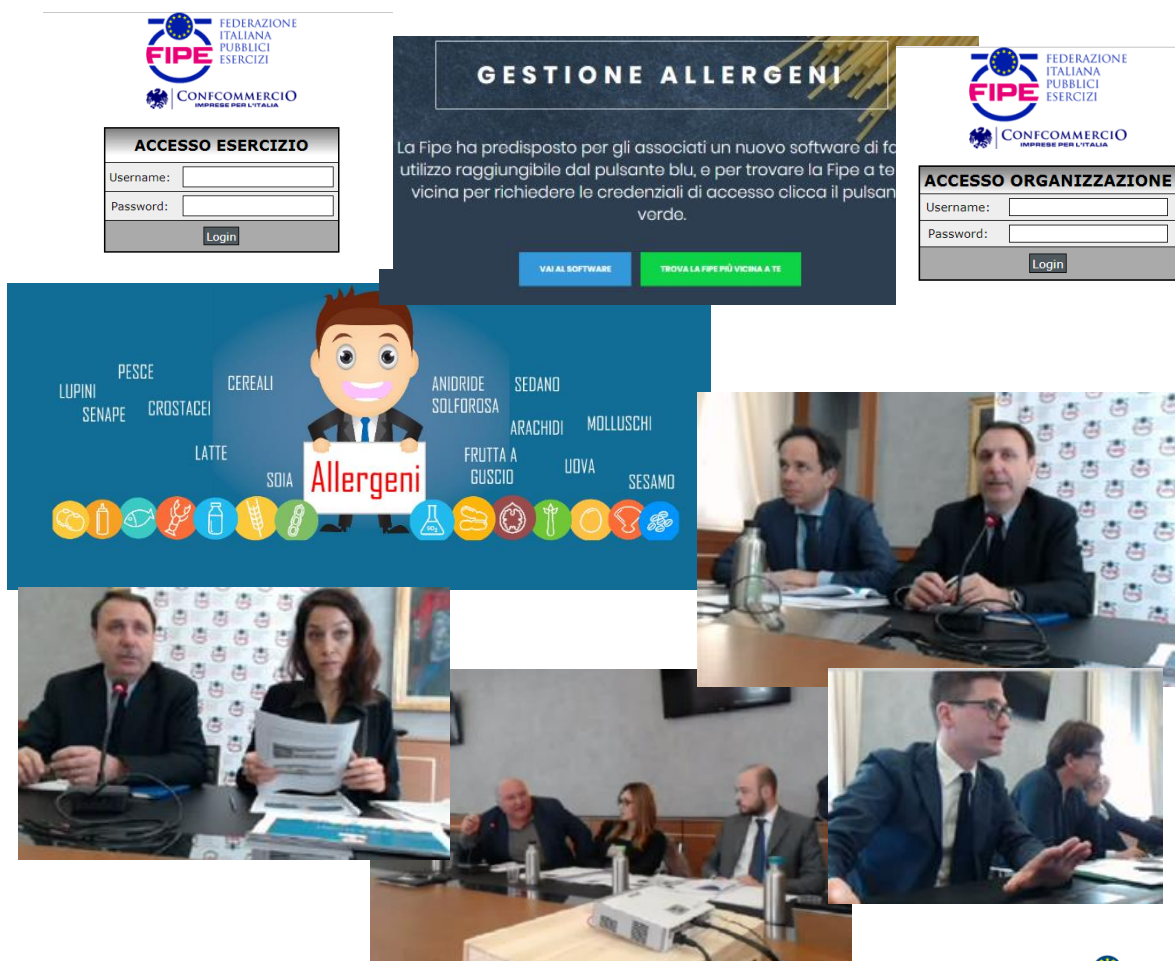 FEDERAZIONE
ITALIANA
PUBBLICI
ESERCIZI
FIPE
CONFCOMMERCIO
IMPRESE PER L'ITALIA
ACCESSO ESERCIZIO
Username:
Password:
Login
GESTIONE ALLERGENI
La Fipe ha predisposto per gli associati un nuovo software di fa
utilizzo raggiungibile dal pulsante blu, e per trovare la Fipe a te
vicina per richiedere le credenziali di accesso clicca il pulsan
verde.
VAI AL SOFTWARE
TROVA LA FIPE PIÙ VICINA A TE
FEDERAZIONE
ITALIANA
PUBBLICI
ESERCIZI
FIPE
CONFCOMMERCIO
IMPRESE PER L'ITALIA
ACCESSO ORGANIZZAZIONE
Username:
Password:
Login
LUPINI
PESCE
SENAPE
CROSTACEI
CEREALI
LATTE
SOIA
Allergeni
ANIDRIDE
SOLFOROSA
SEDANO
ARACHIDI
MOLLUSCHI
FRUTTA A
GUSCIO
UOVA
SESAMO
SO2